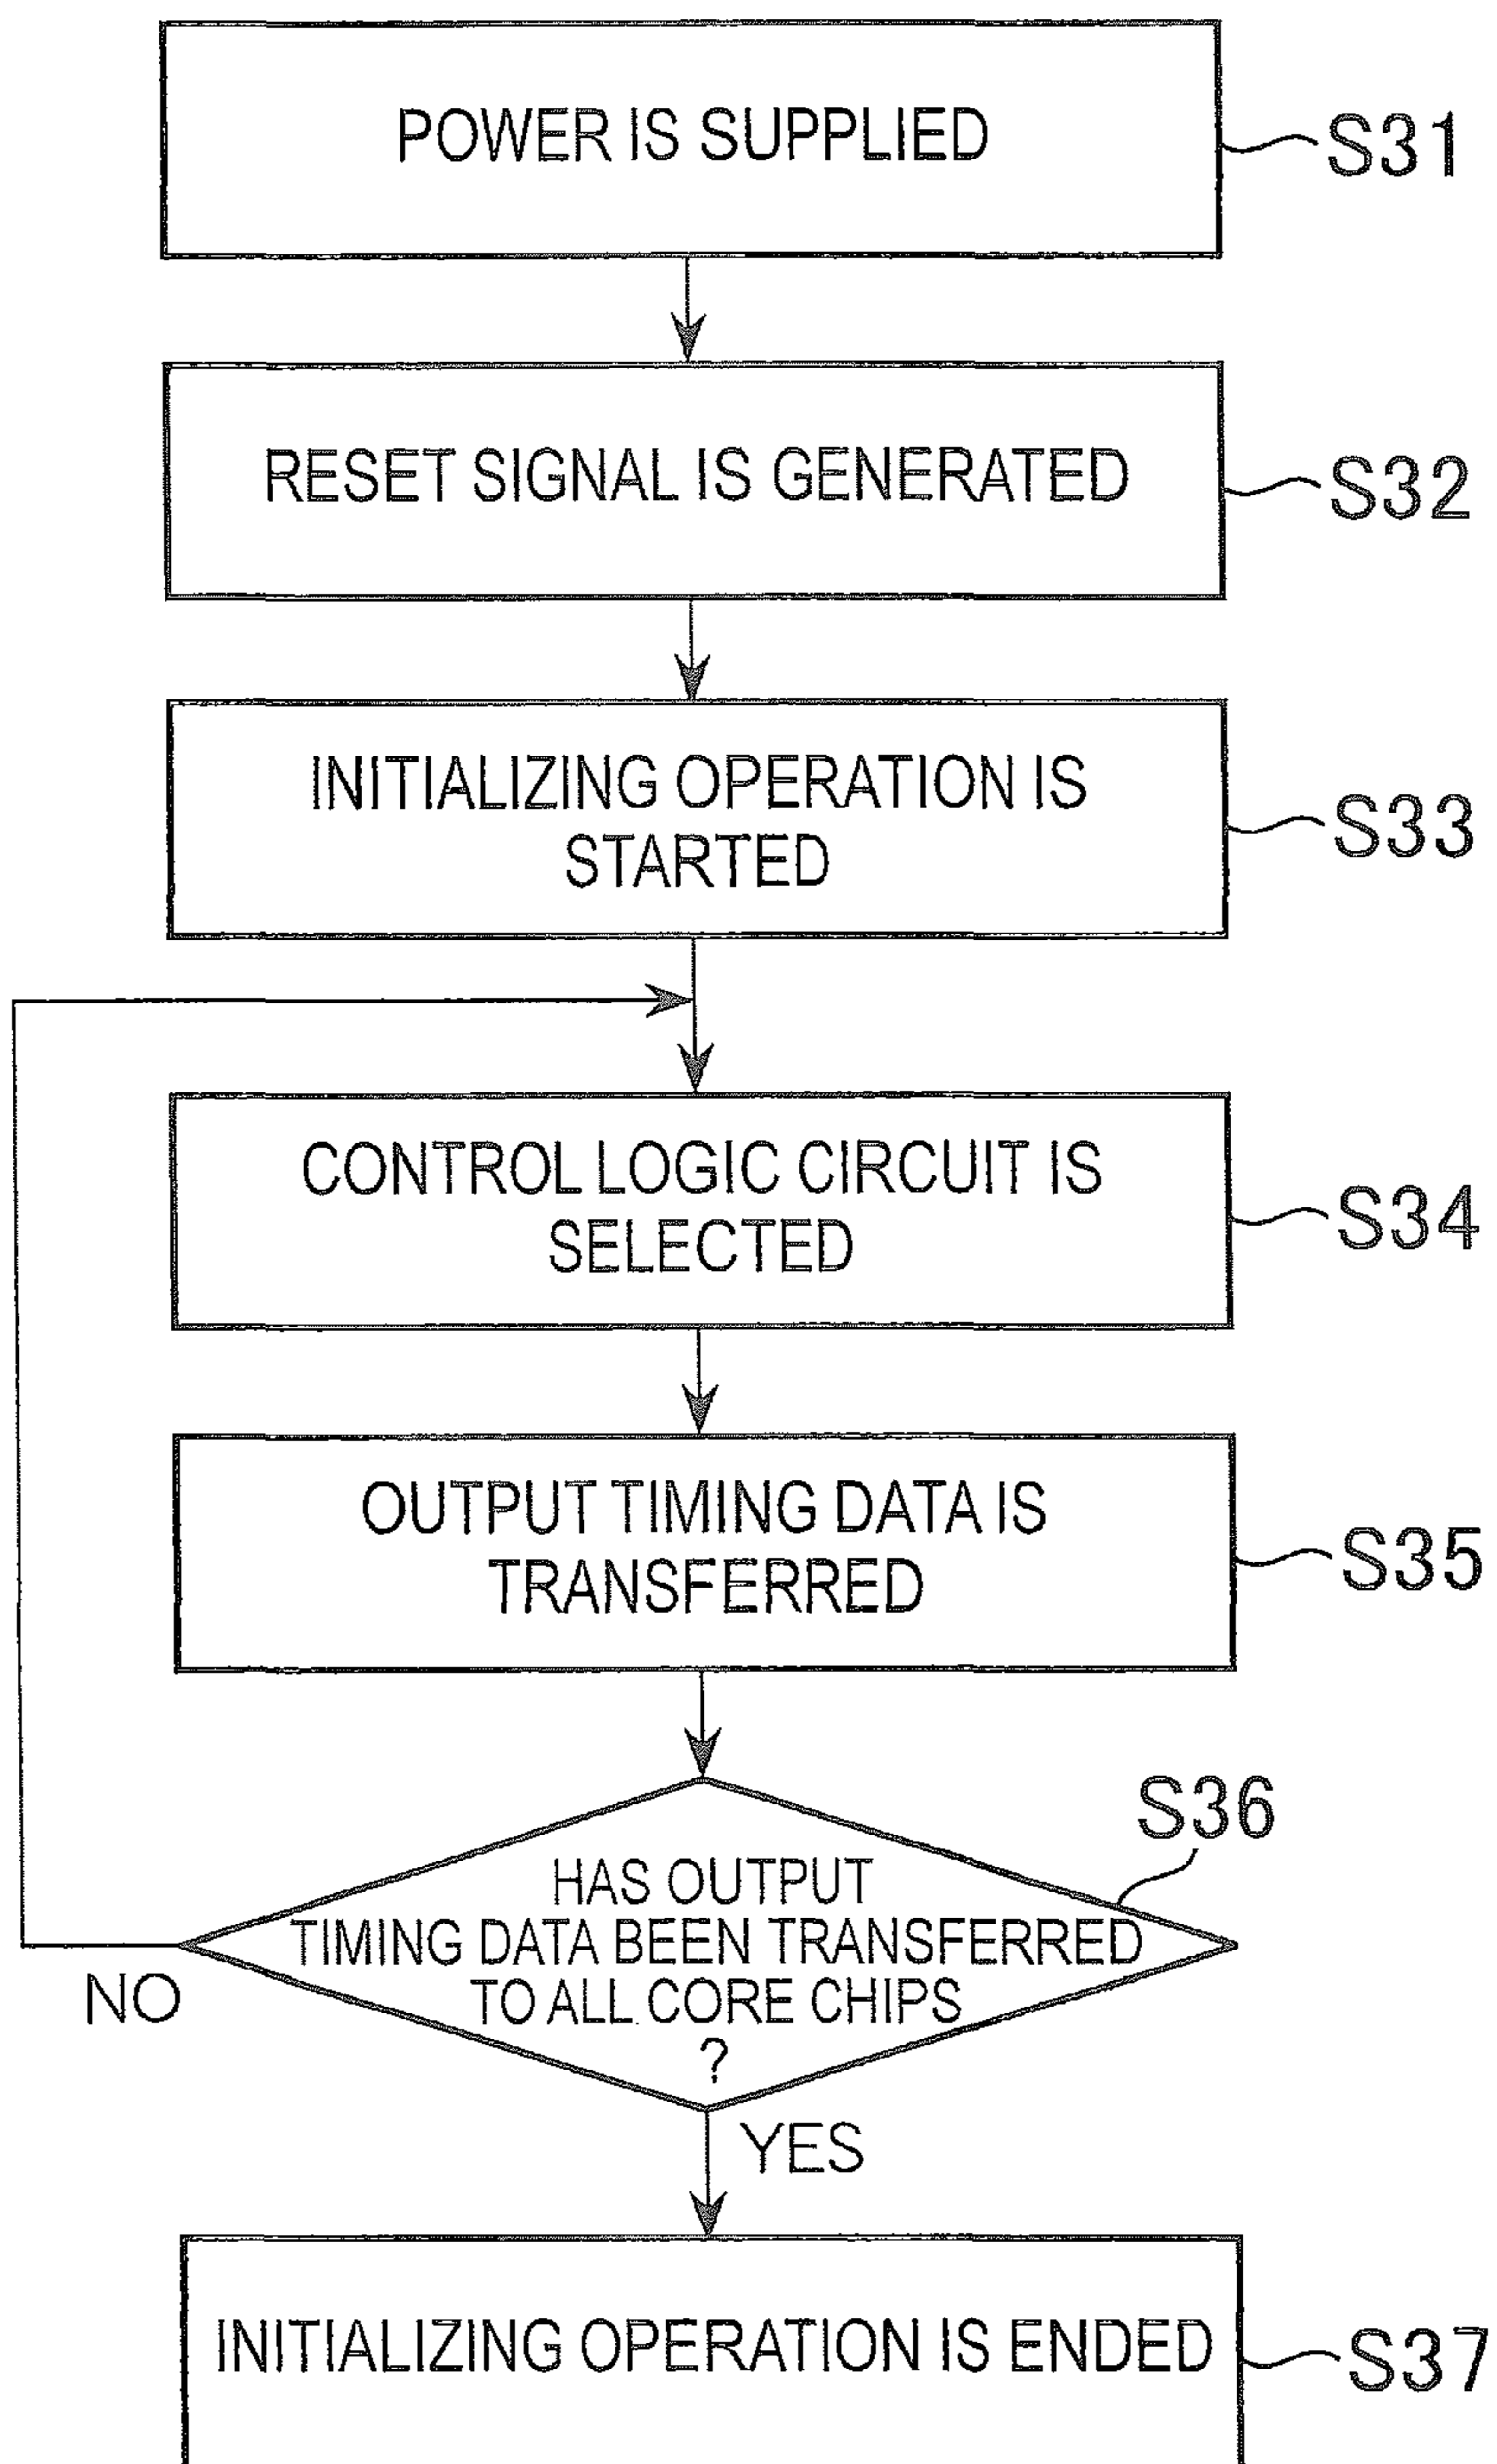 POWER IS SUPPLIED
S31
RESET SIGNAL IS GENERATED
S32
INITIALIZING OPERATION IS
STARTED
S33
CONTROL LOGIC CIRCUIT IS
SELECTED
S34
OUTPUT TIMING DATA IS
TRANSFERRED
S35
S36
HAS OUTPUT
TIMING DATA BEEN TRANSFERRED
TO ALL CORE CHIPS
?
NO
YES
INITIALIZING OPERATION IS ENDED
S37